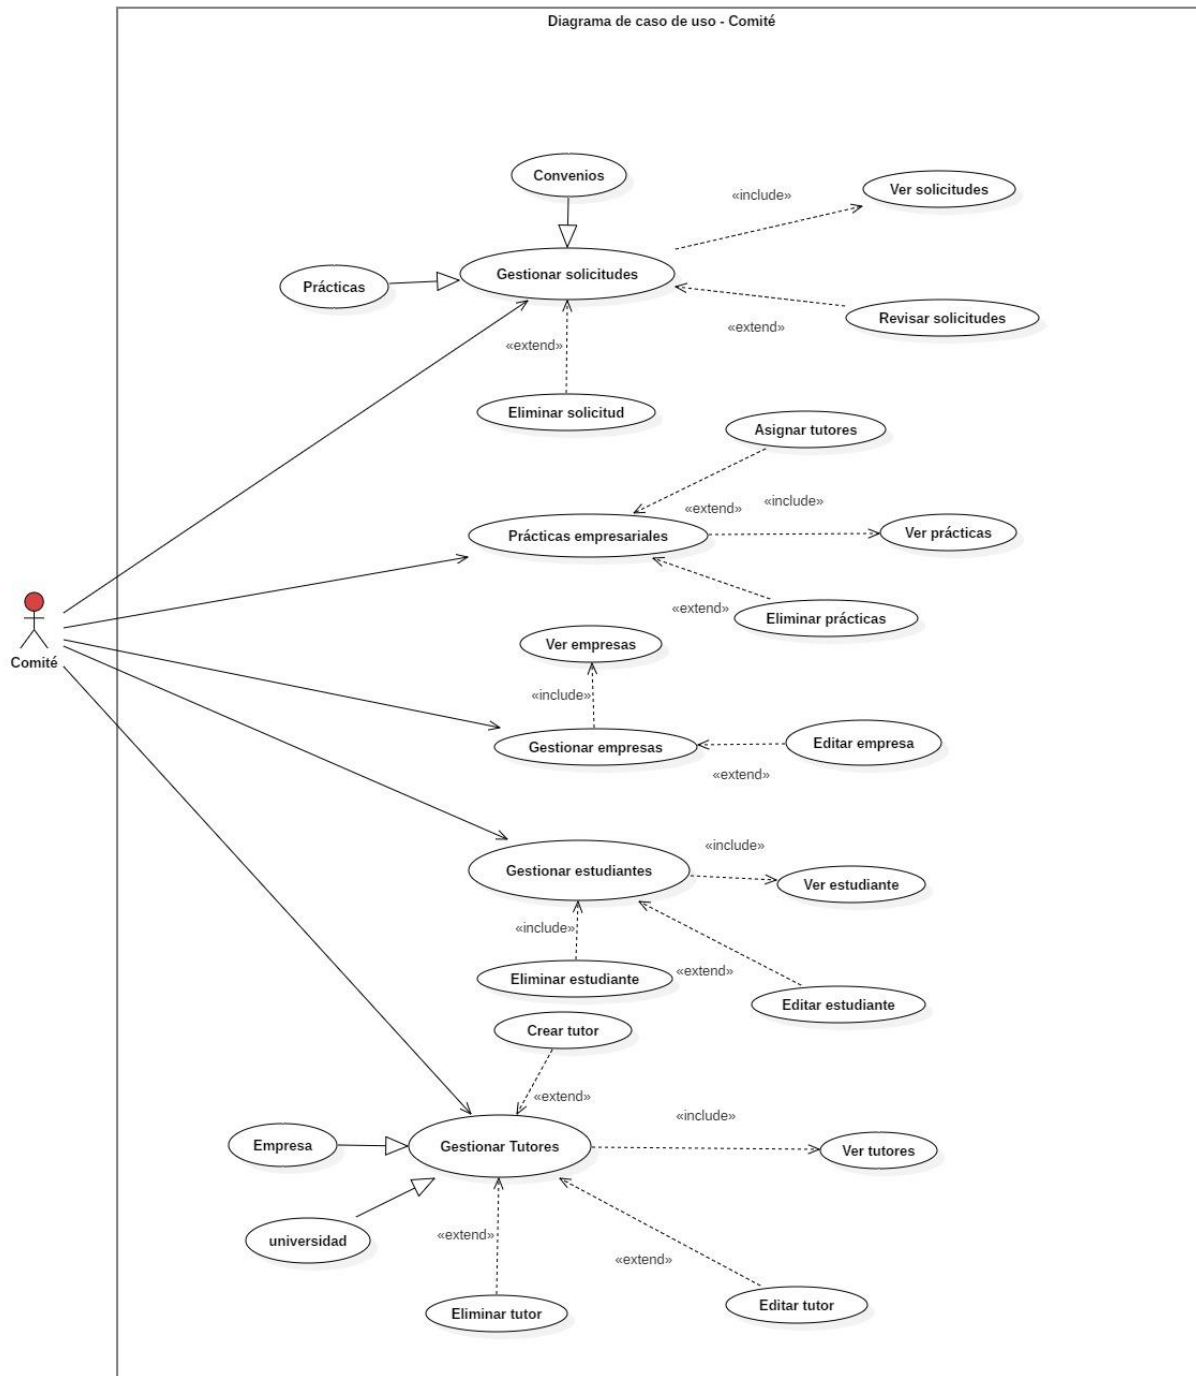 Diagrama de caso de uso - Comité
Convenios
«include»
Ver solicitudes
Gestionar solicitudes
Prácticas
Revisar solicitudes
«extend»
«extend»
Eliminar solicitud
Asignar tutores
«extend»
«include»
Prácticas empresariales
Ver prácticas
«extend»
Eliminar prácticas
Ver empresas
Comité
«include»
Gestionar empresas
Editar empresa
«extend»
«include»
Gestionar estudiantes
Ver estudiante
«include»
«extend»
Eliminar estudiante
Editar estudiante
Crear tutor
«extend»
«include»
Empresa
Gestionar Tutores
Ver tutores
universidad
«extend»
«extend»
Eliminar tutor
Editar tutor